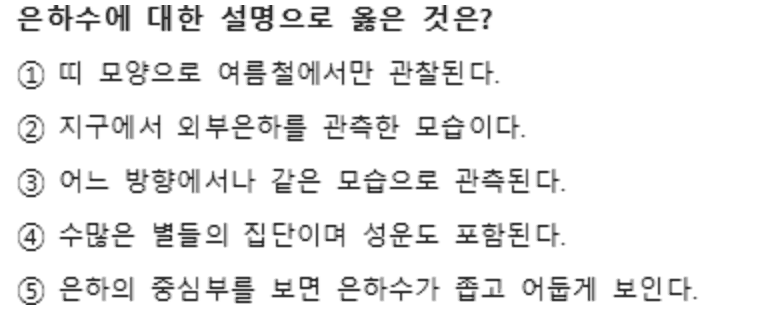 은하수에 대한 설명으로 옳은 것은?
① 띠 모양으로 여름철에서만 관찰된다.
② 지구에서 외부은하를 관측한 모습이다.
③ 어느 방향에서나 같은 모습으로 관측된다.
④ 수많은 별들의 집단이며 성운도 포함된다.
⑤ 은하의 중심부를 보면 은하수가 좁고 어둡게 보인다.